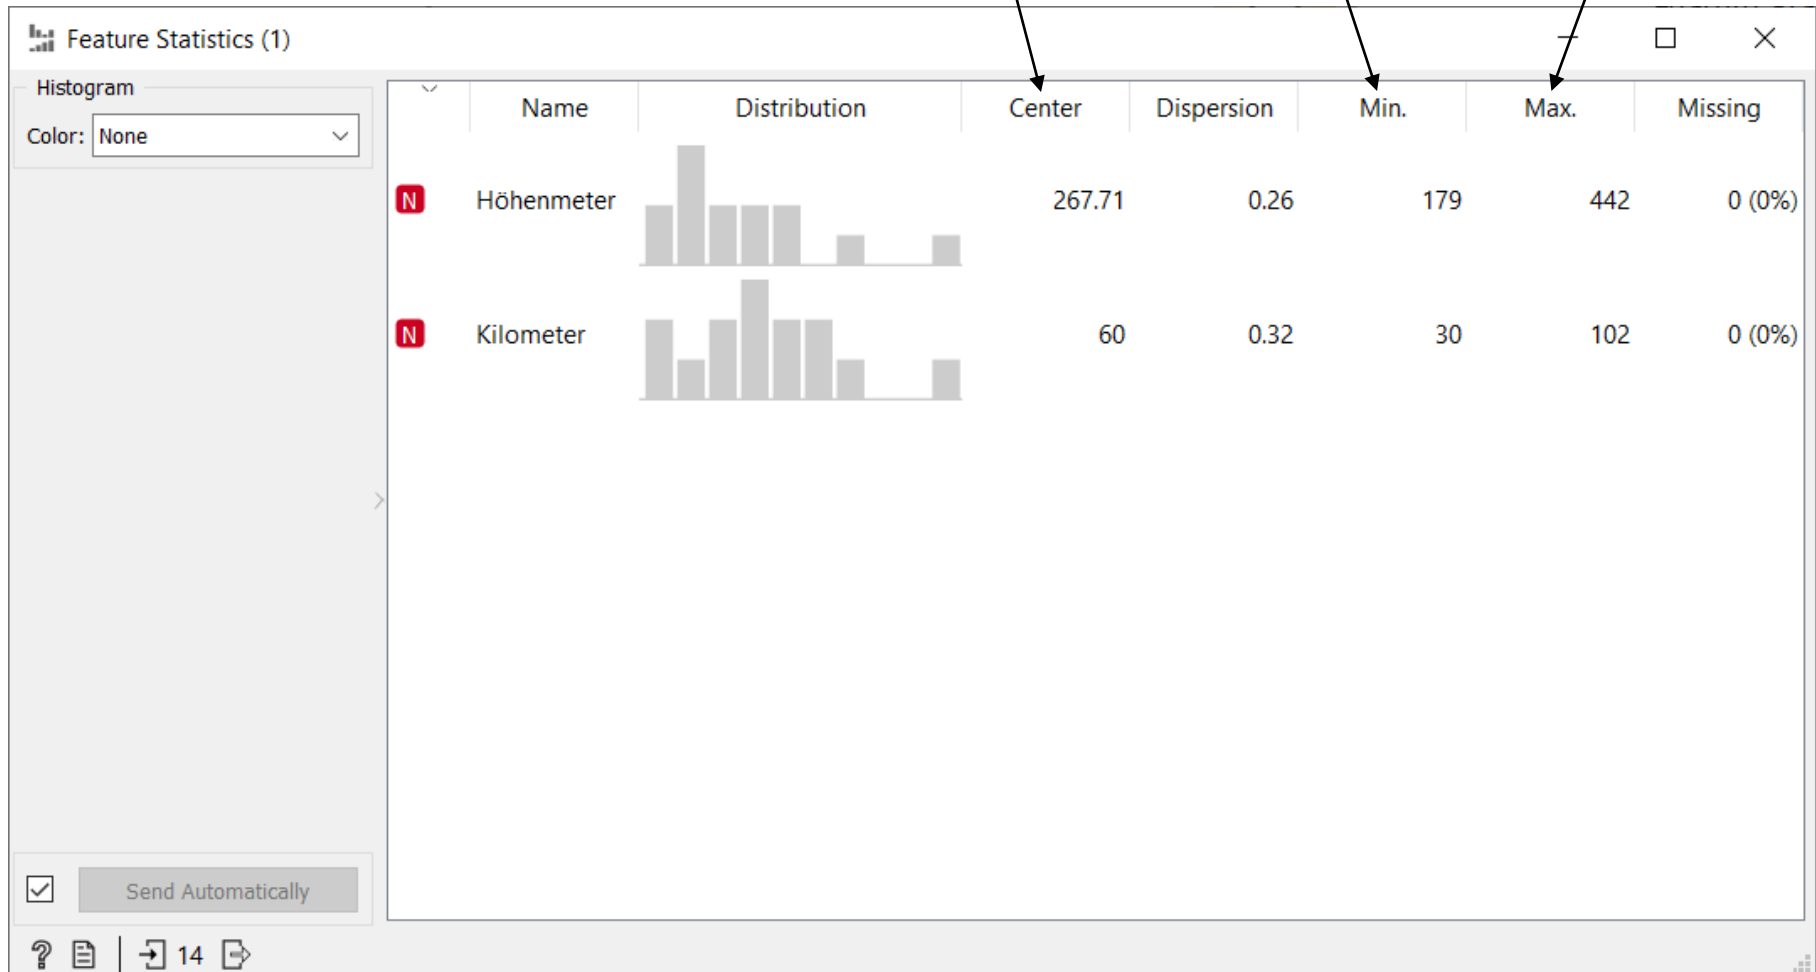 Feature Statistics (1)
Histogram
Color: None
Name Distribution Center Dispersion Min. Max. Missing
N Höhenmeter 267.71 0.26 179 442 0 (0%)
N Kilometer 60 0.32 30 102 0 (0%)
Send Automatically
? 14